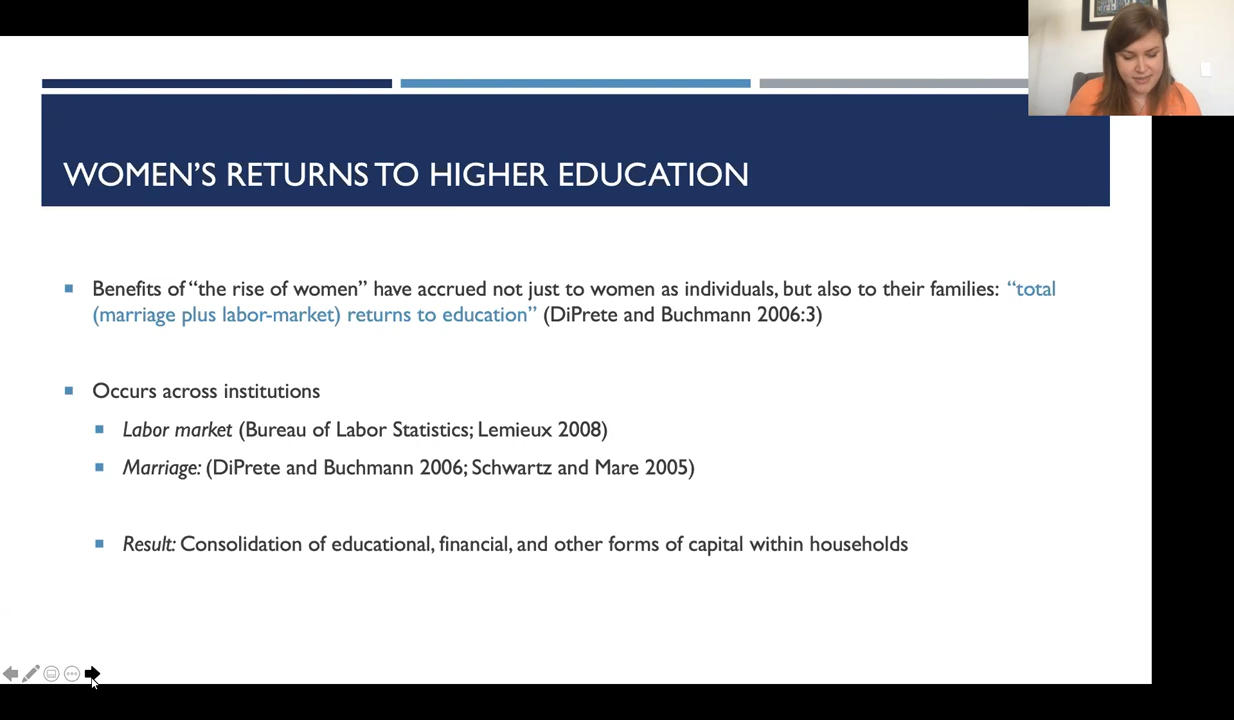 WOMEN'S RETURNS TO HIGHER EDUCATION
Benefits of “the rise of women” have accrued not just to women as individuals, but also to their families: “total
(marriage plus labor-market) returns to education” (DiPrete and Buchmann 2006:3)
Occurs across institutions
Labor market (Bureau of Labor Statistics; Lemieux 2008)
Marriage: (DiPrete and Buchmann 2006; Schwartz and Mare 2005)
Result: Consolidation of educational, financial, and other forms of capital within households